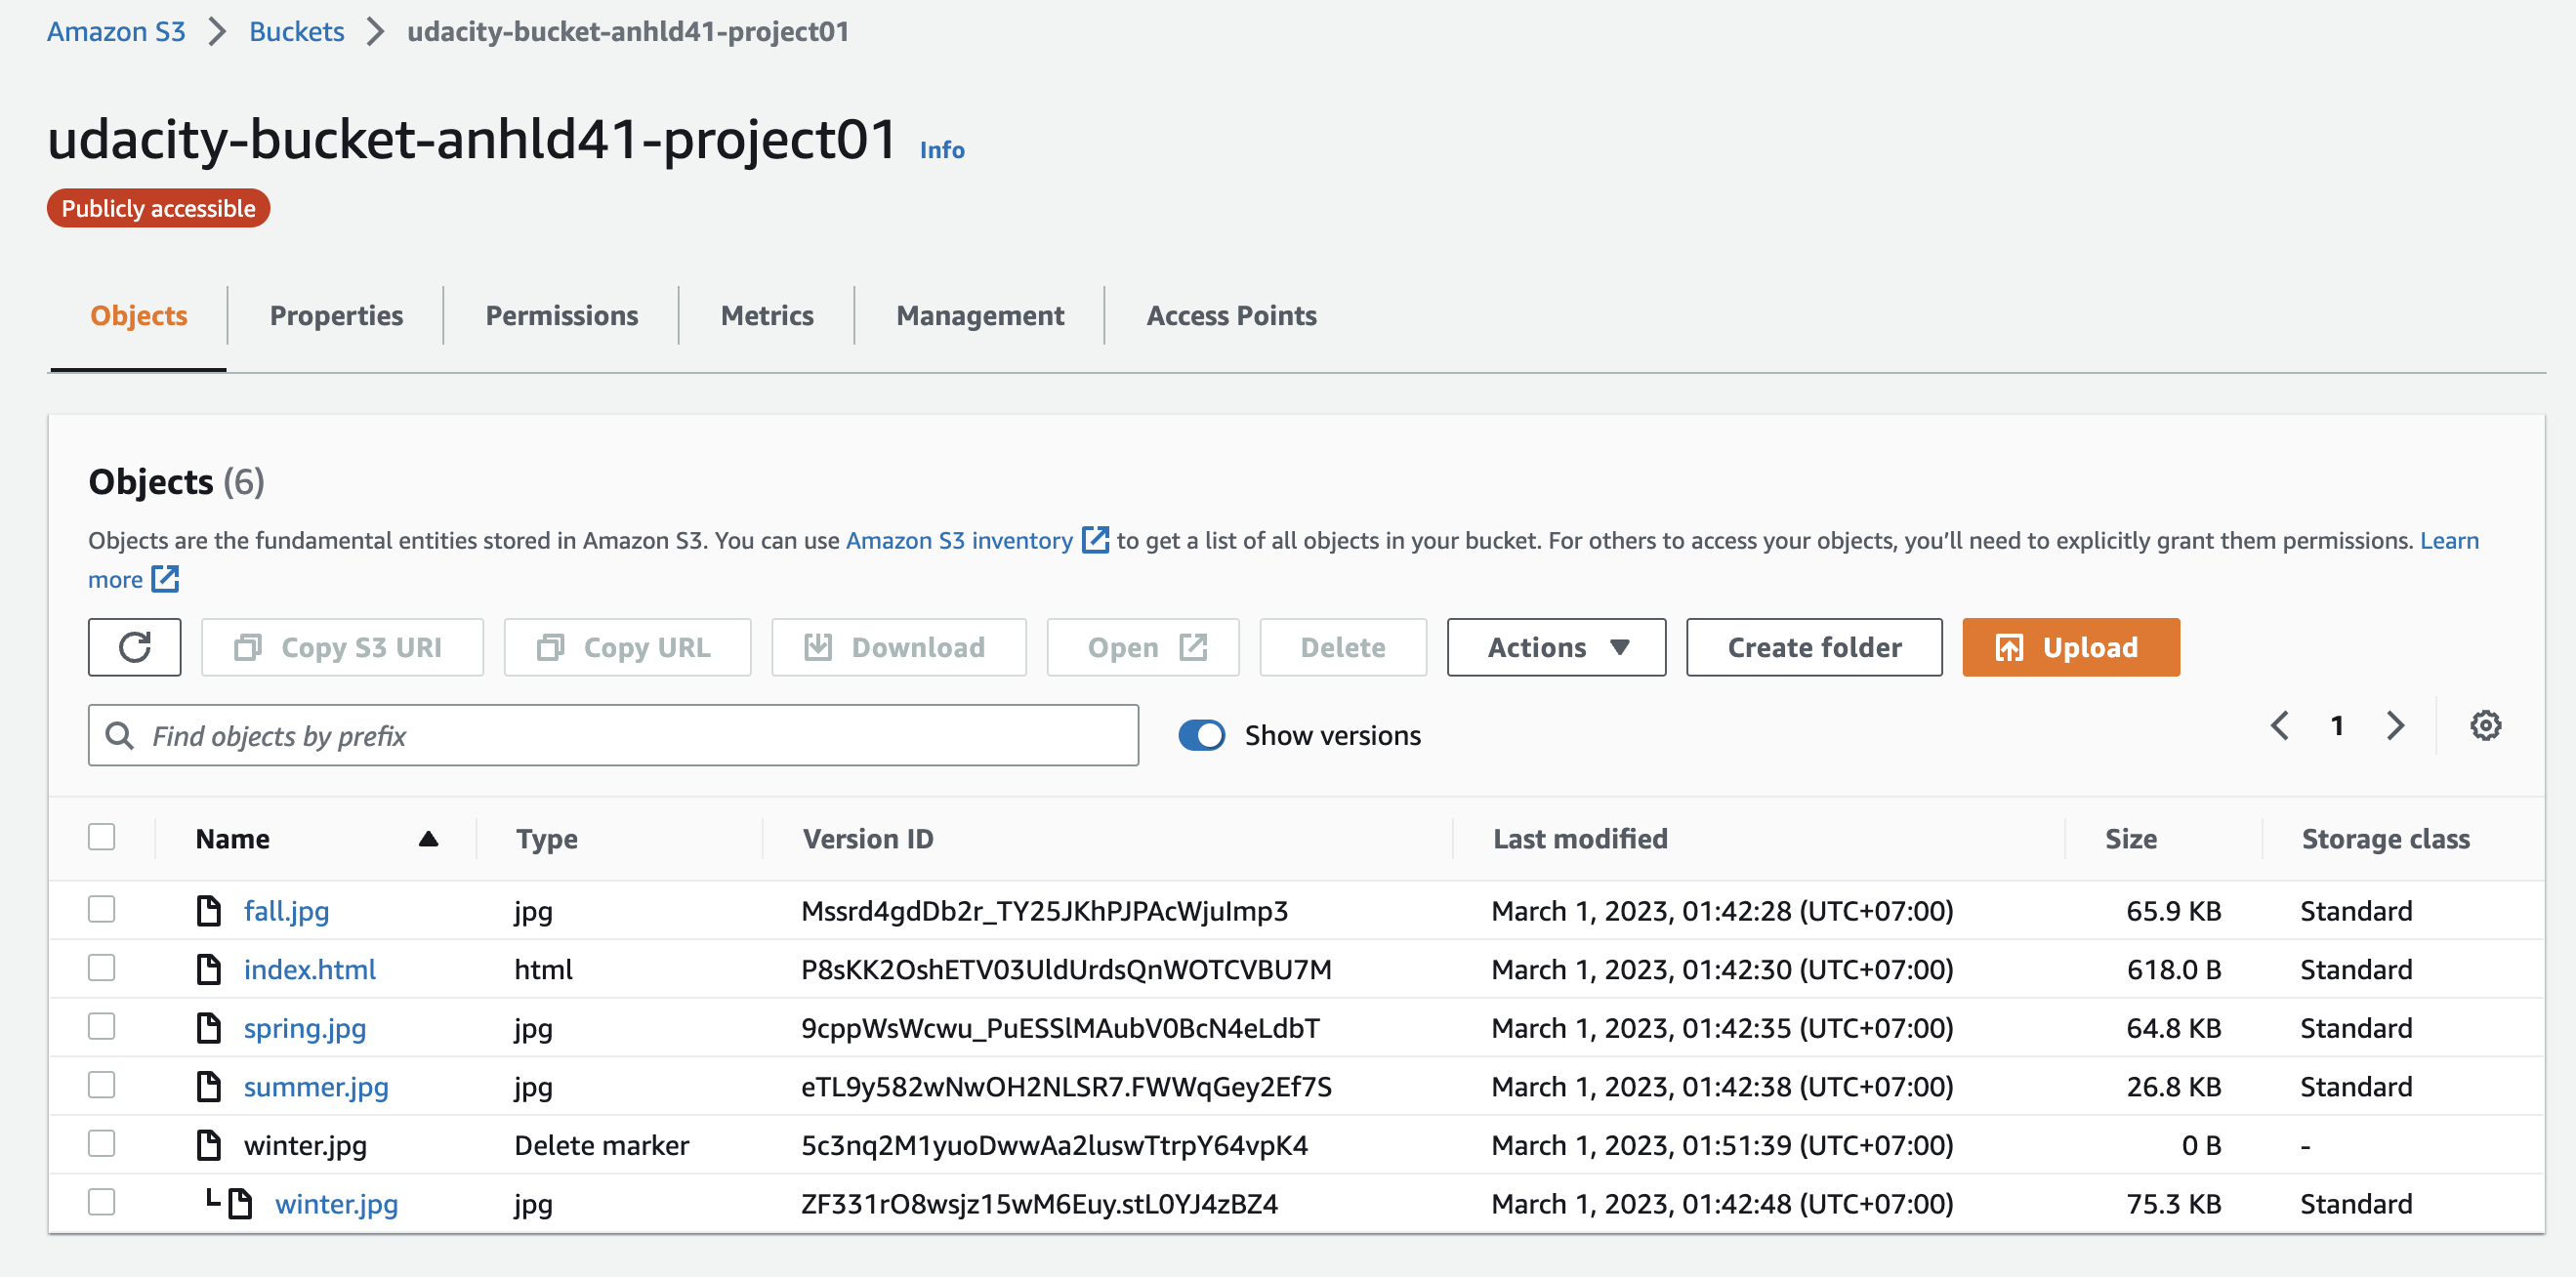 Amazon S3 > Buckets > udacity-bucket-anhld41-project01
udacity-bucket-anhld41-project01 Info
Publicly accessible
Objects Properties Permissions Metrics Management Access Points
Objects (6)
Objects are the fundamental entities stored in Amazon S3. You can use Amazon S3 inventory to get a list of all objects in your bucket. For others to access your objects, you'll need to explicitly grant them permissions. Learn
more
Copy S3 URI Copy URL Download Open Delete Actions Create folder Upload
Find objects by prefix Show versions 1
Name Type Version ID Last modified Size Storage class
fall.jpg jpg Mssrd4gdDb2r_TY25JKhPJPAcWjuImp3 March 1, 2023, 01:42:28 (UTC+07:00) 65.9 KB Standard
index.html html P8sKK2OshETV03UldUrdsQnWOTCVBU7M March 1, 2023, 01:42:30 (UTC+07:00) 618.0 B Standard
spring.jpg jpg 9cppWsWcwu_PuESSlMAubV0BcN4eLdbT March 1, 2023, 01:42:35 (UTC+07:00) 64.8 KB Standard
summer.jpg jpg eTL9y582wNwOH2NLSR7.FWWqGey2Ef7S March 1, 2023, 01:42:38 (UTC+07:00) 26.8 KB Standard
winter.jpg Delete marker 5c3nq2M1yuoDwwAa2luswTtrpY64vpK4 March 1, 2023, 01:51:39 (UTC+07:00) 0 B -
winter.jpg jpg ZF331rO8wsjz15wM6Euy.stL0YJ4zBZ4 March 1, 2023, 01:42:48 (UTC+07:00) 75.3 KB Standard